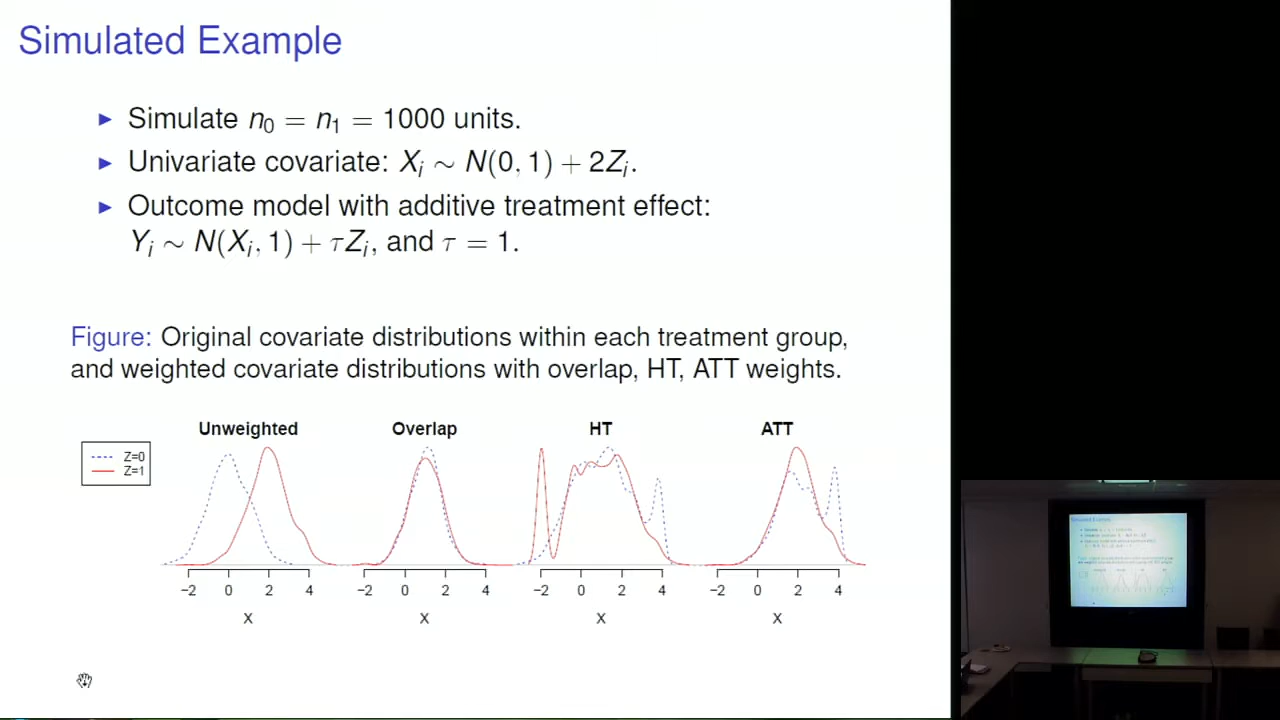 Simulated Example
▶ Simulate n₀ = n₁ = 1000 units.
▶ Univariate covariate: Xᵢ ∼ N(0, 1) + 2Zᵢ.
▶ Outcome model with additive treatment effect:
Yᵢ ∼ N(Xᵢ, 1) + τZᵢ, and τ = 1.
Figure: Original covariate distributions within each treatment group,
and weighted covariate distributions with overlap, HT, ATT weights.
Unweighted Overlap HT ATT
Z=0
Z=1
−2 0 2 4 −2 0 2 4 −2 0 2 4 −2 0 2 4
X X X X
Simulated Example